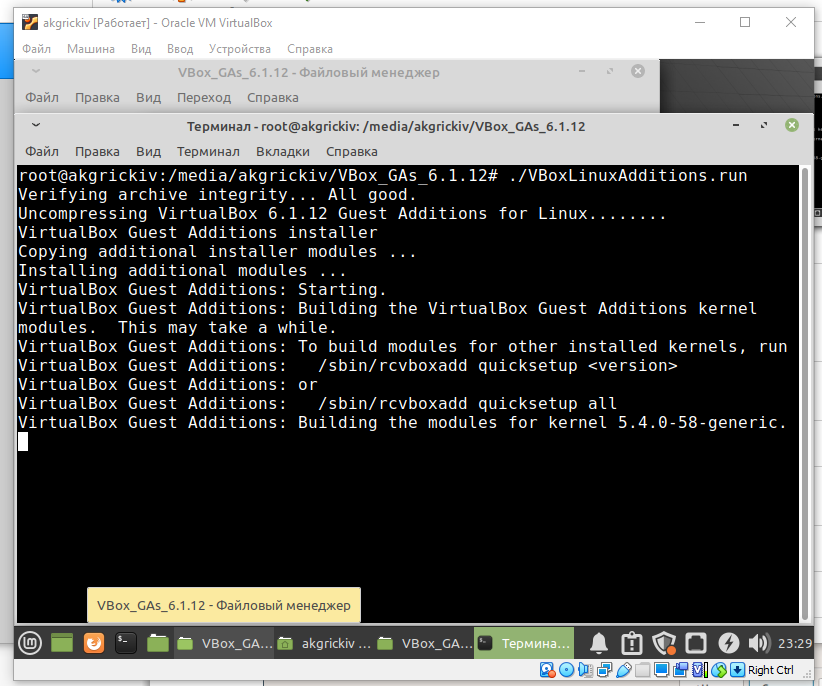 akgrickiv [Работает] - Oracle VM VirtualBox
Файл Машина Вид Ввод Устройства Справка
VBox_GAs_6.1.12 - Файловый менеджер
Файл Правка Вид Переход Справка
Терминал - root@akgrickiv: /media/akgrickiv/VBox_GAs_6.1.12
Файл Правка Вид Терминал Вкладки Справка
root@akgrickiv:/media/akgrickiv/VBox_GAs_6.1.12# ./VBoxLinuxAdditions.run
Verifying archive integrity... All good.
Uncompressing VirtualBox 6.1.12 Guest Additions for Linux........
VirtualBox Guest Additions installer
Copying additional installer modules ...
Installing additional modules ...
VirtualBox Guest Additions: Starting.
VirtualBox Guest Additions: Building the VirtualBox Guest Additions kernel
modules.  This may take a while.
VirtualBox Guest Additions: To build modules for other installed kernels, run
VirtualBox Guest Additions:   /sbin/rcvboxadd quicksetup <version>
VirtualBox Guest Additions: or
VirtualBox Guest Additions:   /sbin/rcvboxadd quicksetup all
VirtualBox Guest Additions: Building the modules for kernel 5.4.0-58-generic.
VBox_GAs_6.1.12 - Файловый менеджер
VBox_GA... akgrickiv ... VBox_GA... Термина... 23:29
Right Ctrl